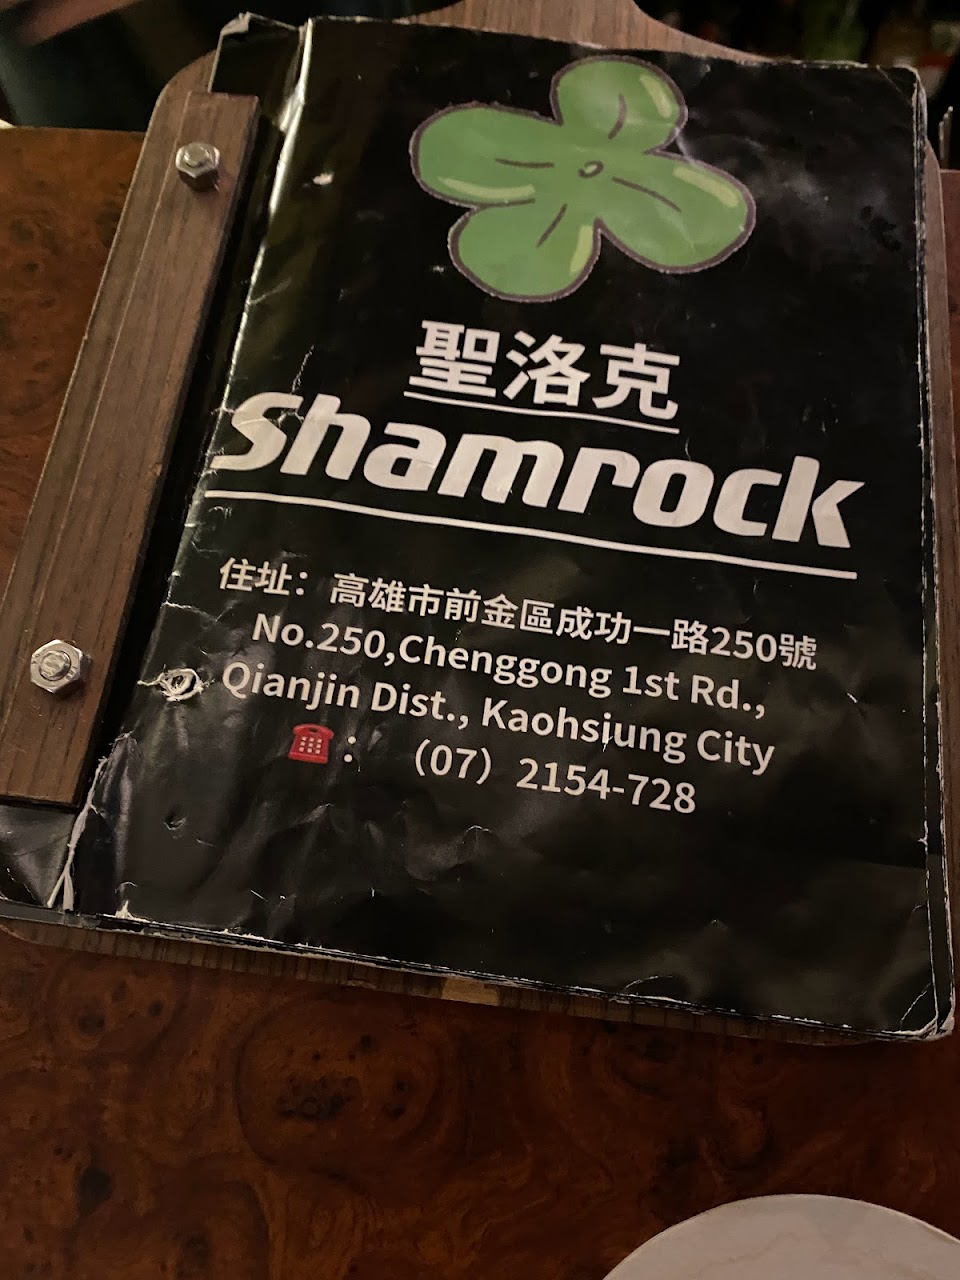 聖洛克
Shamrock
住址：高雄市前金區成功一路250號
No.250,Chenggong 1st Rd.,
Qianjin Dist., Kaohsiung City
☎：（07）2154-728